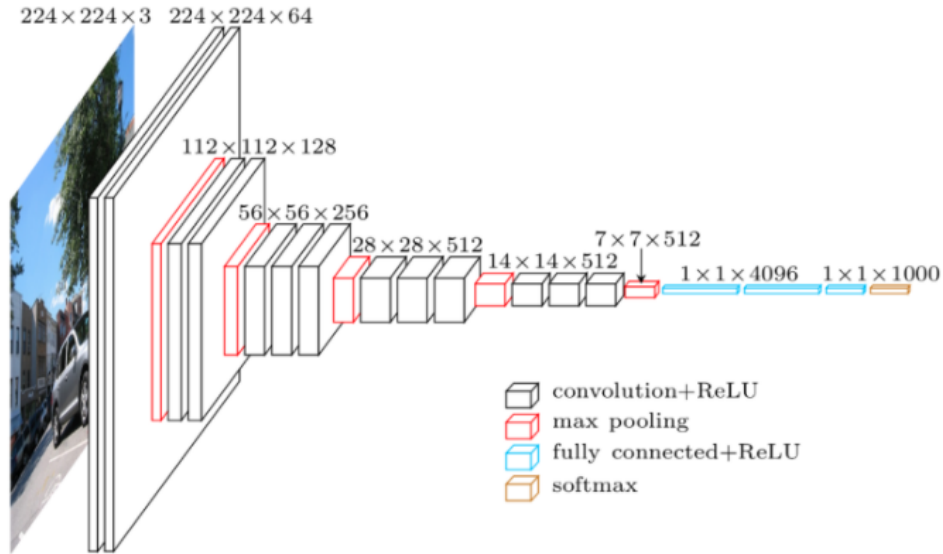 224×224×3
224×224×64
112×112×128
56×56×256
28×28×512
14×14×512
7×7×512
1×1×4096
1×1×1000
convolution+ReLU
max pooling
fully connected+ReLU
softmax